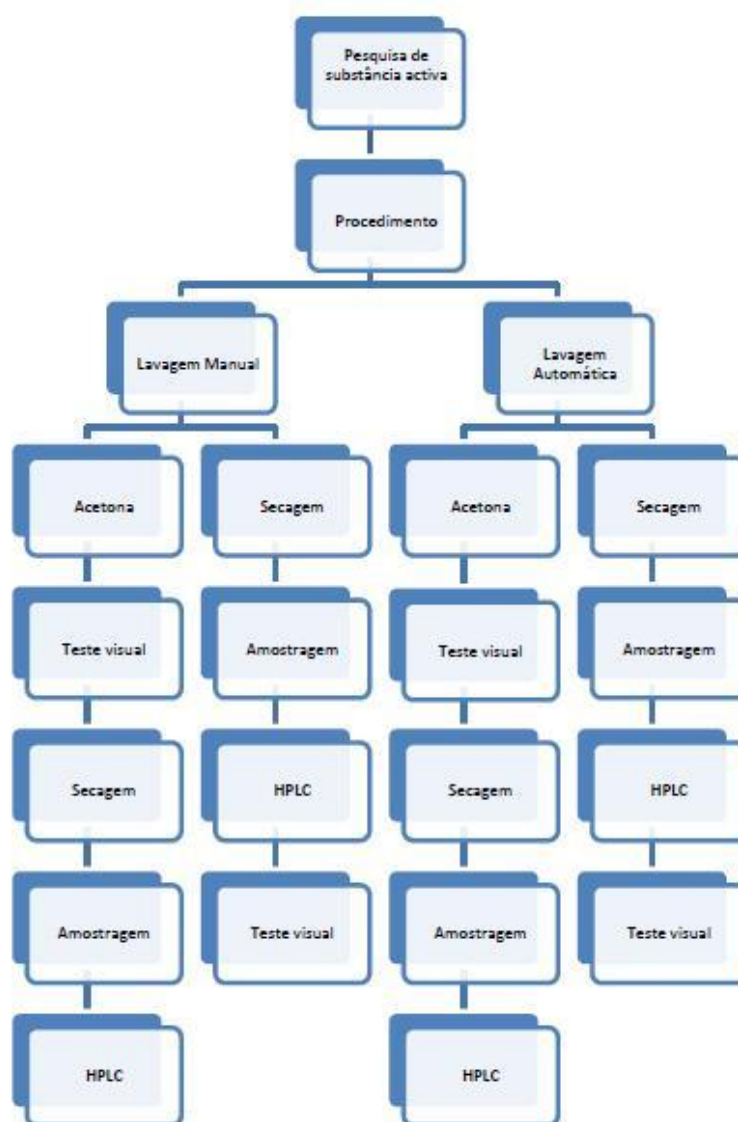 Pesquisa de
substância activa
Procedimento
Lavagem Manual
Lavagem
Automática
Acetona
Secagem
Acetona
Secagem
Teste visual
Amostragem
Teste visual
Amostragem
Secagem
HPLC
Secagem
HPLC
Amostragem
Teste visual
Amostragem
Teste visual
HPLC
HPLC